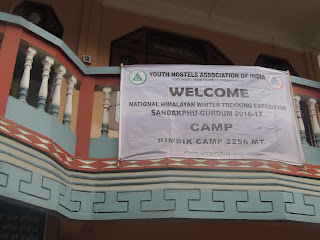 YOUTH HOSTELS ASSOCIATION OF INDIA
WELCOME
NATIONAL HIMALAYAN WINTER TREKKING EXPEDITION
SANDAKPHU GURDUM 2016-17
CAMP
RIMBIK CAMP 2256 MT.